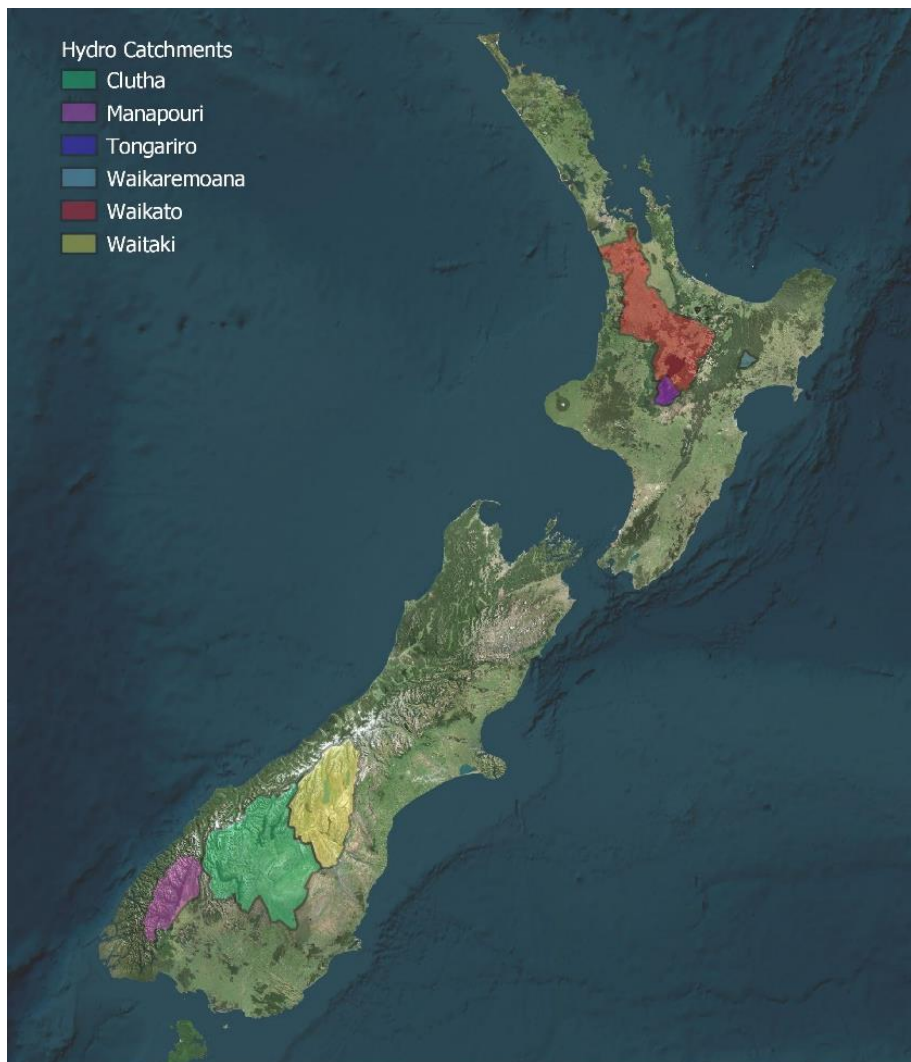 Hydro Catchments
Clutha
Manapouri
Tongariro
Waikaremoana
Waikato
Waitaki